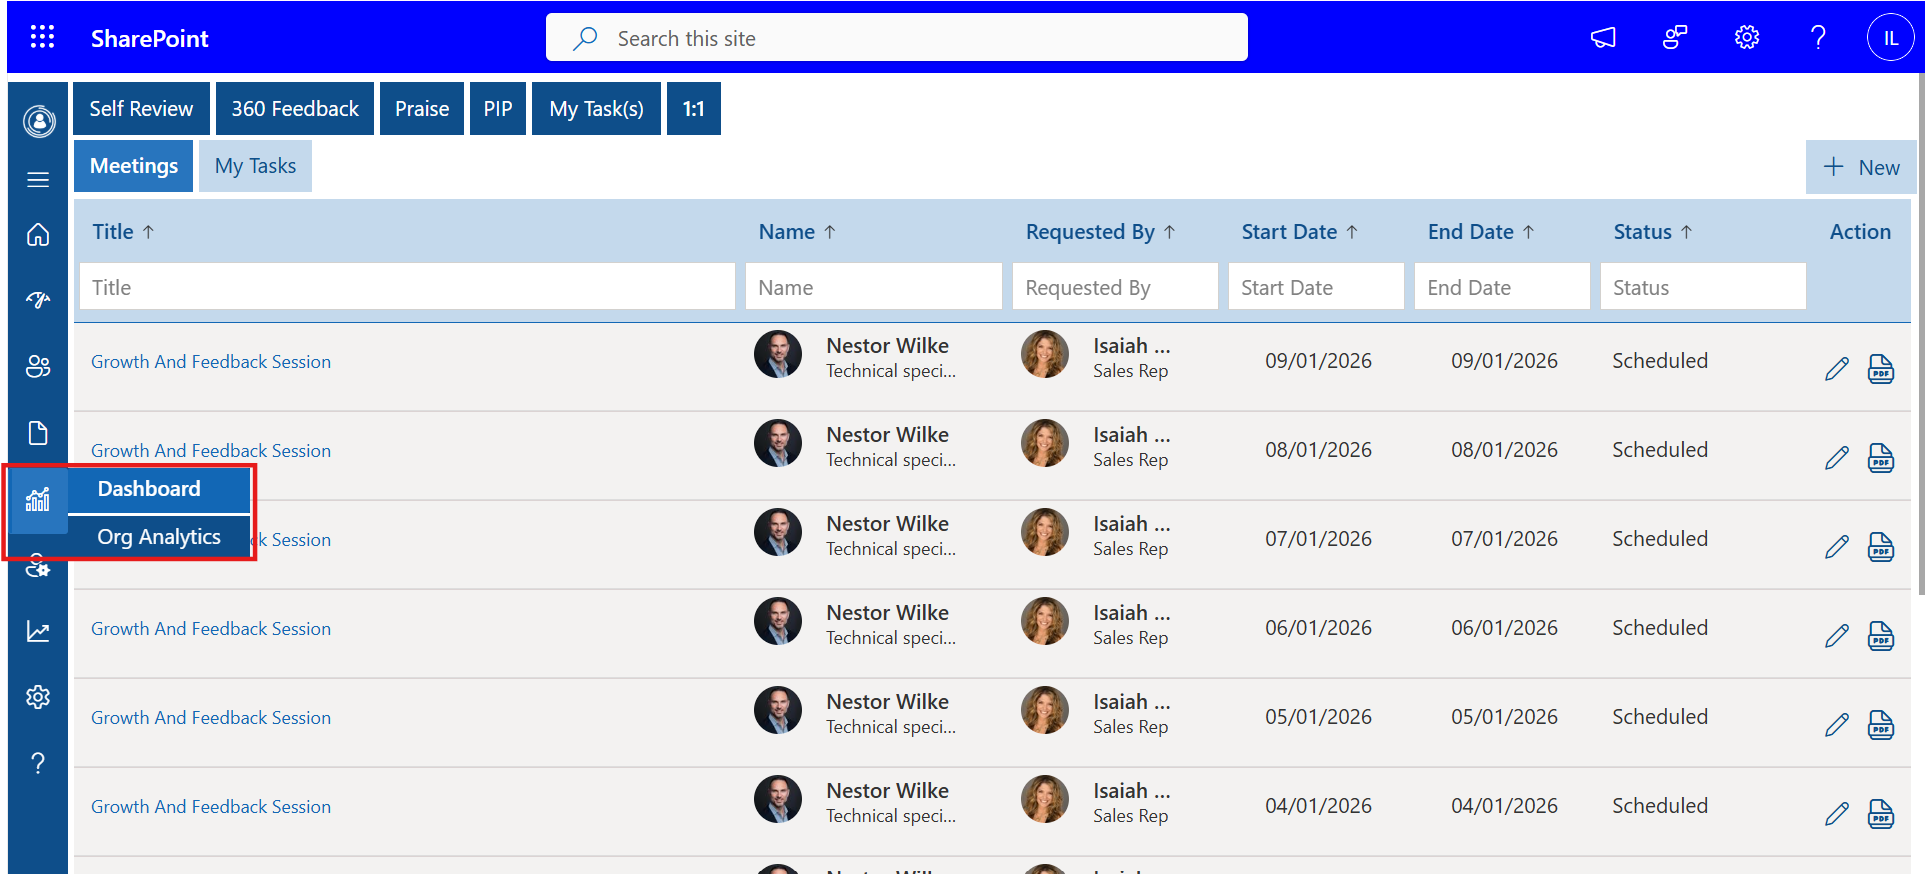 SharePoint
Search this site
IL
Self Review
360 Feedback
Praise
PIP
My Task(s)
1:1
Meetings
My Tasks
New
Title
Name
Requested By
Start Date
End Date
Status
Action
Title
Name
Requested By
Start Date
End Date
Status
Growth And Feedback Session
Nestor Wilke
Technical speci...
Isaiah ...
Sales Rep
09/01/2026
09/01/2026
Scheduled
PDF
Growth And Feedback Session
Nestor Wilke
Technical speci...
Isaiah ...
Sales Rep
08/01/2026
08/01/2026
Scheduled
PDF
Dashboard
Org Analytics
ck Session
Nestor Wilke
Technical speci...
Isaiah ...
Sales Rep
07/01/2026
07/01/2026
Scheduled
PDF
Growth And Feedback Session
Nestor Wilke
Technical speci...
Isaiah ...
Sales Rep
06/01/2026
06/01/2026
Scheduled
PDF
Growth And Feedback Session
Nestor Wilke
Technical speci...
Isaiah ...
Sales Rep
05/01/2026
05/01/2026
Scheduled
PDF
Growth And Feedback Session
Nestor Wilke
Technical speci...
Isaiah ...
Sales Rep
04/01/2026
04/01/2026
Scheduled
PDF